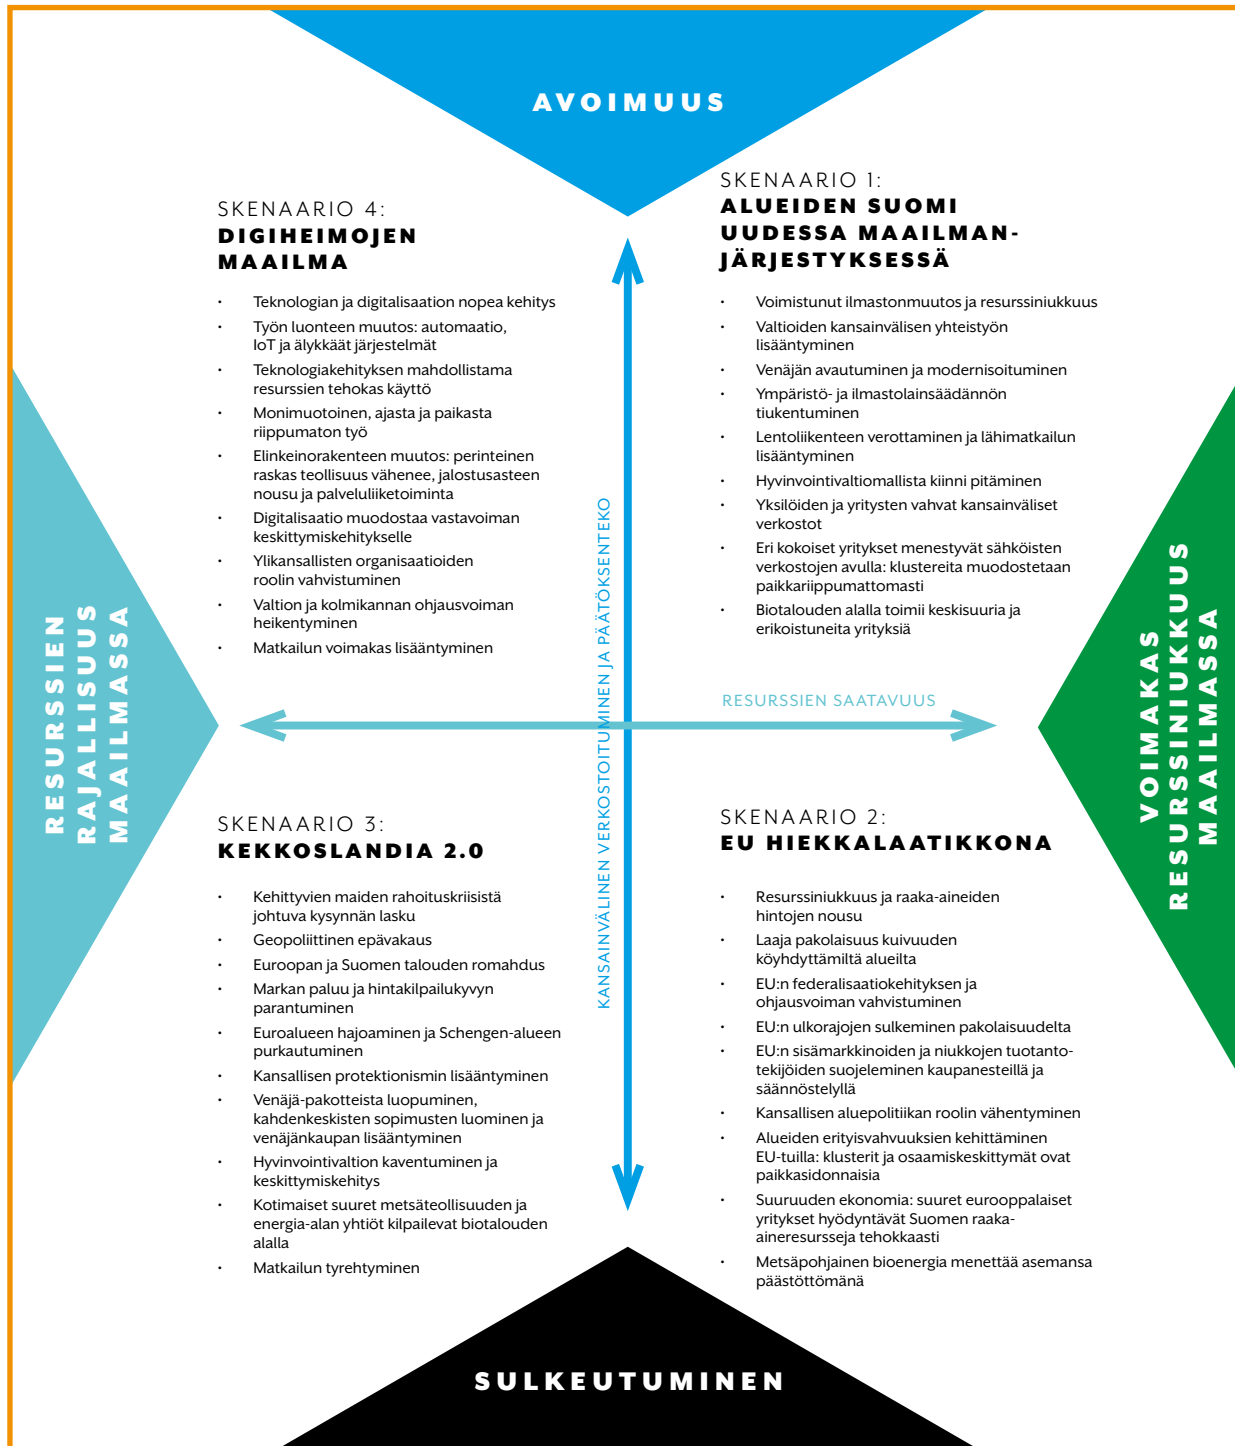 AVOIMUUS
SKENAARIO 4:
DIGIHEIMOJEN
MAAILMA
• Teknologian ja digitalisaation nopea kehitys
• Työn luonteen muutos: automaatio,
IoT ja älykkäät järjestelmät
• Teknologiakehityksen mahdollistama
resurssien tehokas käyttö
• Monimuotoinen, ajasta ja paikasta
riippumaton työ
• Elinkeinorakenteen muutos: perinteinen
raskas teollisuus vähenee, jalostusasteen
nousu ja palveluliiketoiminta
• Digitalisaatio muodostaa vastavoiman
keskittymiskehitykselle
• Ylikansallisten organisaatioiden
roolin vahvistuminen
• Valtion ja kolmikannan ohjausvoiman
heikentyminen
• Matkailun voimakas lisääntyminen
SKENAARIO 1:
ALUEIDEN SUOMI
UUDESSA MAAILMAN-
JÄRJESTYKSESSÄ
• Voimistunut ilmastonmuutos ja resurssiniukkuus
• Valtioiden kansainvälisen yhteistyön
lisääntyminen
• Venäjän avautuminen ja modernisoituminen
• Ympäristö- ja ilmastolainsäädännön
tiukentuminen
• Lentoliikenteen verottaminen ja lähimatkailun
lisääntyminen
• Hyvinvointivaltiomallista kiinni pitäminen
• Yksilöiden ja yritysten vahvat kansainväliset
verkostot
• Eri kokoiset yritykset menestyvät sähköisten
verkostojen avulla: klustereita muodostetaan
paikkariippumattomasti
• Biotalouden alalla toimii keskisuuria ja
erikoistuneita yrityksiä
RESURSSIEN
RAJALLISUUS
MAAILMASSA
KANSAINVÄLINEN VERKOSTOITUMINEN JA PÄÄTÖKSENTEKO
RESURSSIEN SAATAVUUS
VOIMAKAS
RESURSSINIUKKUUS
MAAILMASSA
SKENAARIO 3:
KEKKOSLANDIA 2.0
• Kehittyvien maiden rahoituskriisistä
johtuva kysynnän lasku
• Geopoliittinen epävakaus
• Euroopan ja Suomen talouden romahdus
• Markan paluu ja hintakilpailukyvyn
parantuminen
• Euroalueen hajoaminen ja Schengen-alueen
purkautuminen
• Kansallisen protektionismin lisääntyminen
• Venäjä-pakotteista luopuminen,
kahdenkeskisten sopimusten luominen ja
venäjänkaupan lisääntyminen
• Hyvinvointivaltion kaventuminen ja
keskittymiskehitys
• Kotimaiset suuret metsäteollisuuden ja
energia-alan yhtiöt kilpailevat biotalouden
alalla
• Matkailun tyrehtyminen
SKENAARIO 2:
EU HIEKKALAATIKKONA
• Resurssiniukkuus ja raaka-aineiden
hintojen nousu
• Laaja pakolaisuus kuivuuden
köyhdyttämiltä alueilta
• EU:n federalisaatiokehityksen ja
ohjausvoiman vahvistuminen
• EU:n ulkorajojen sulkeminen pakolaisuudelta
• EU:n sisämarkkinoiden ja niukkojen tuotanto-
tekijöiden suojeleminen kaupanesteillä ja
säännöstelyllä
• Kansallisen aluepolitiikan roolin vähentyminen
• Alueiden erityisvahvuuksien kehittäminen
EU-tuilla: klusterit ja osaamiskeskittymät ovat
paikkasidonnaisia
• Suuruuden ekonomia: suuret eurooppalaiset
yritykset hyödyntävät Suomen raaka-
aineresursseja tehokkaasti
• Metsäpohjainen bioenergia menettää asemansa
päästöttömänä
SULKEUTUMINEN